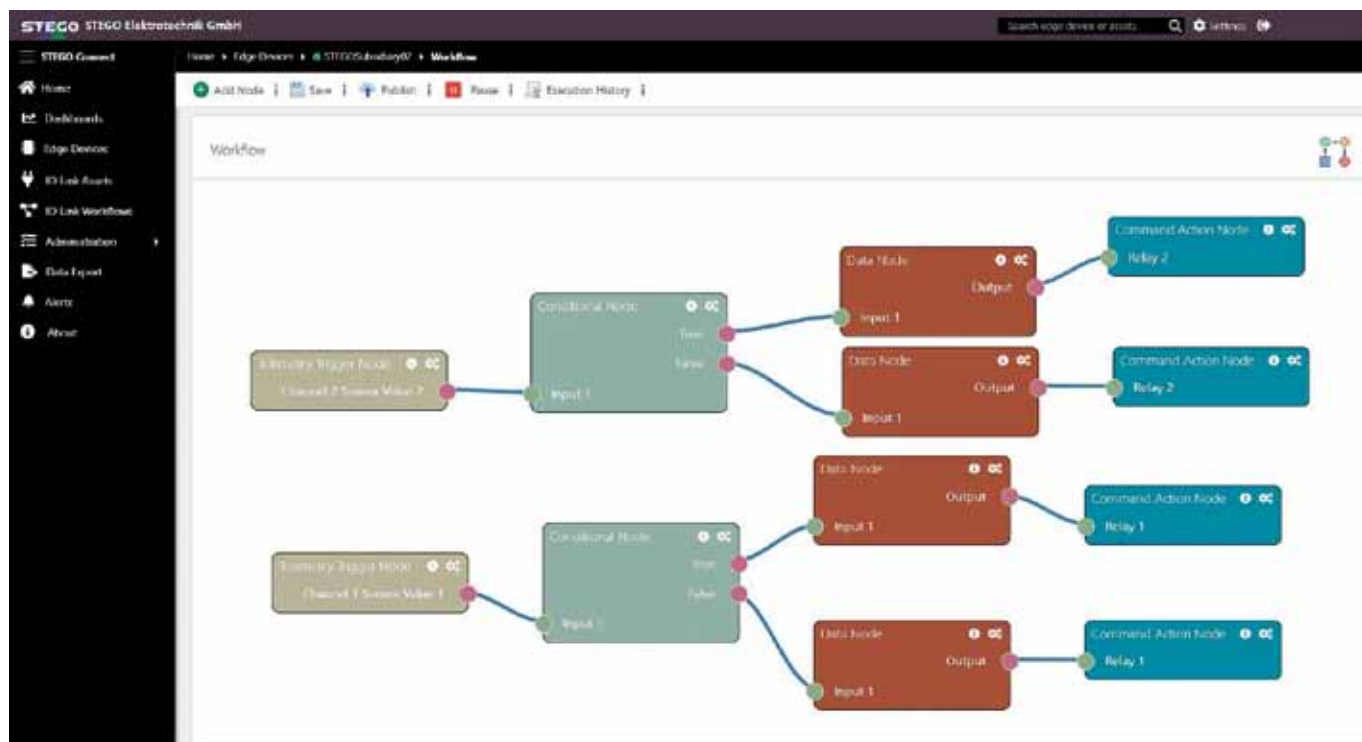 STEGO STEGO Elektrotechnik GmbH
Search edge device or assets
Settings
STEGO Connect
Home
Edge Devices
Workflow
Home
Dashboards
Edge Devices
IO Link Assets
IO Link Workflows
Administration
Data Export
Alerts
About
Add Node
Save
Publish
Pause
Execution History
Workflow
Command Action Node
Relay 2
Data Node
Output
Input 1
Conditional Node
True
False
Input 1
Telemetry Trigger Node
Channel 2 Sensor Value 2
Data Node
Output
Input 1
Command Action Node
Relay 2
Data Node
Output
Input 1
Command Action Node
Relay 1
Conditional Node
True
False
Input 1
Telemetry Trigger Node
Channel 1 Sensor Value 1
Data Node
Output
Input 1
Command Action Node
Relay 1